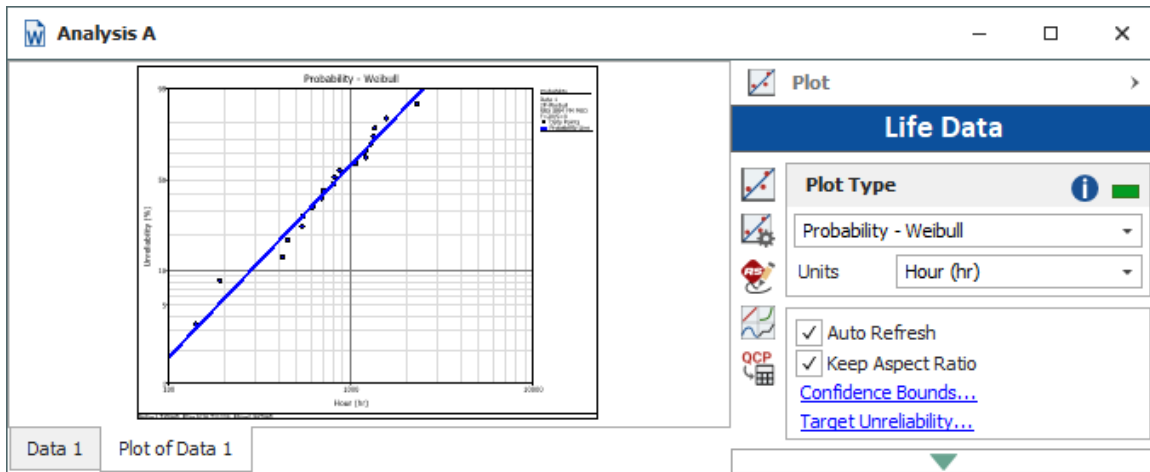 Analysis A
Probability - Weibull
Unreliability (%)
50
10
5
100
1000
10000
Hour (hr)
Data 1
Plot of Data 1
Plot
Life Data
Plot Type
Probability - Weibull
Units
Hour (hr)
Auto Refresh
Keep Aspect Ratio
Confidence Bounds...
Target Unreliability...
QCP